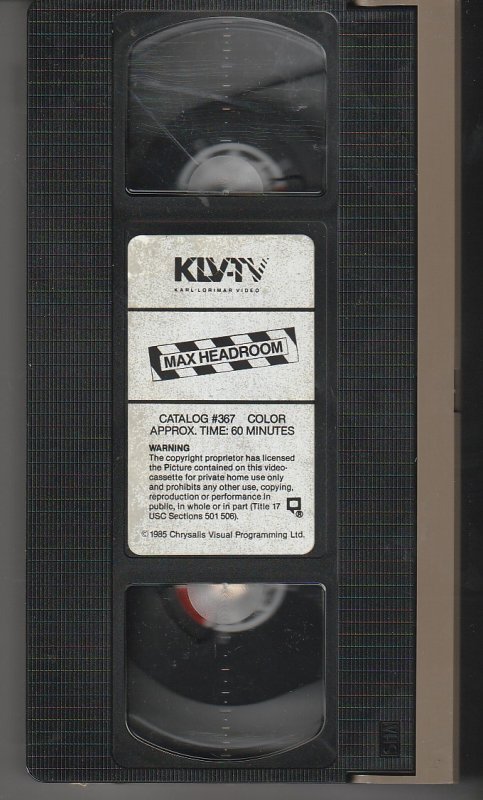 KLV-TV
KARL·LORIMAR VIDEO
MAX HEADROOM
CATALOG #367 COLOR
APPROX. TIME: 60 MINUTES
WARNING
The copyright proprietor has licensed
the Picture contained on this video-
cassette for private home use only
and prohibits any other use, copying,
reproduction or performance in
public, in whole or part (Title 17
USC Sections 501 506).
®
© 1985 Chrysalis Visual Programming Ltd.
VHS